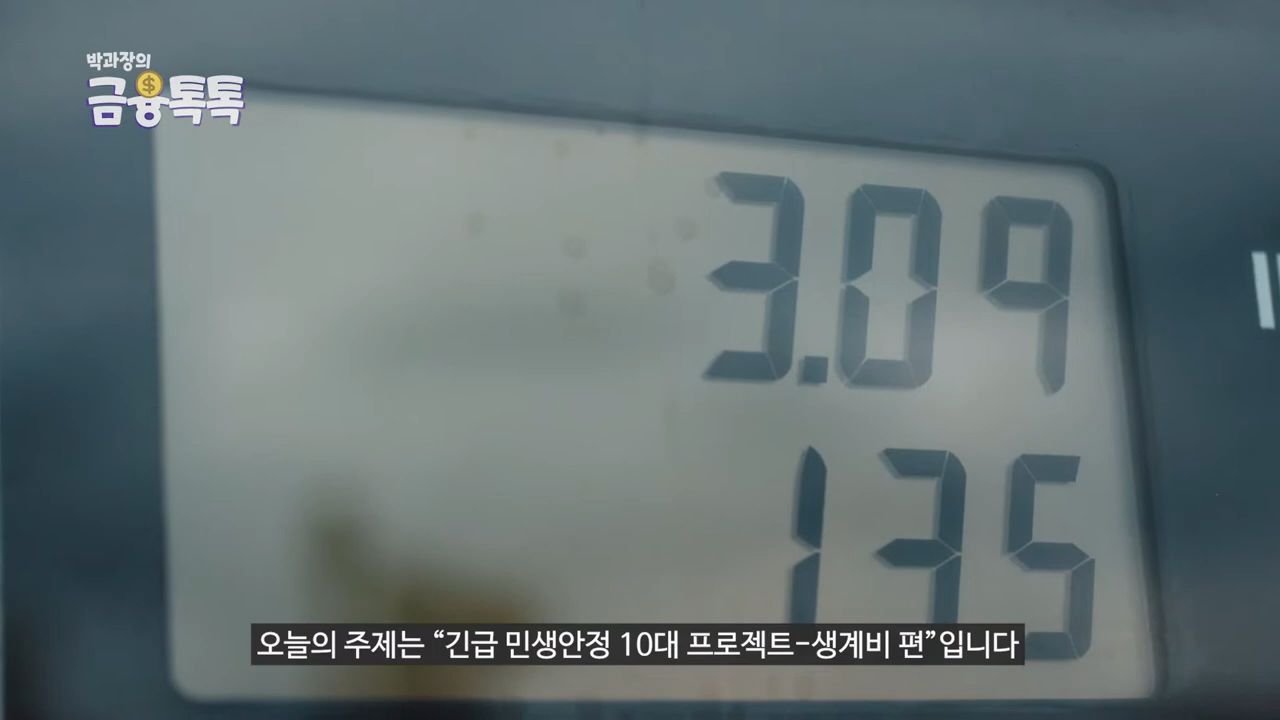 박과장의
금융톡톡
3.09
135
오늘의 주제는 “긴급 민생안정 10대 프로젝트-생계비 편”입니다